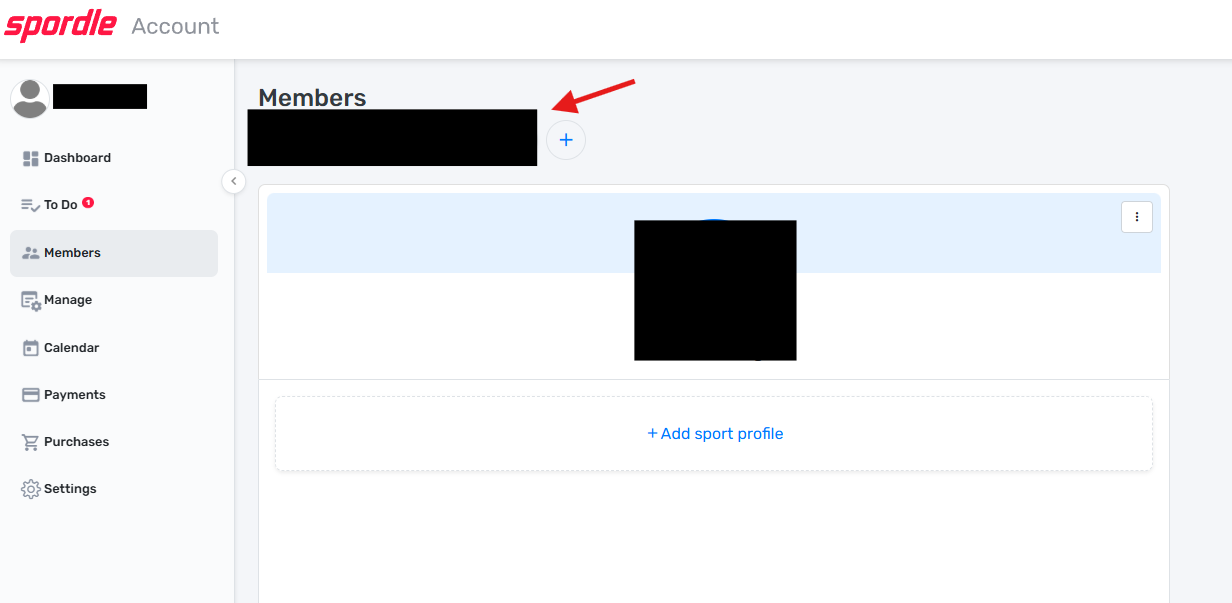 spordle Account
Members
+
Dashboard
To Do 1
Members
Manage
Calendar
Payments
Purchases
Settings
+ Add sport profile